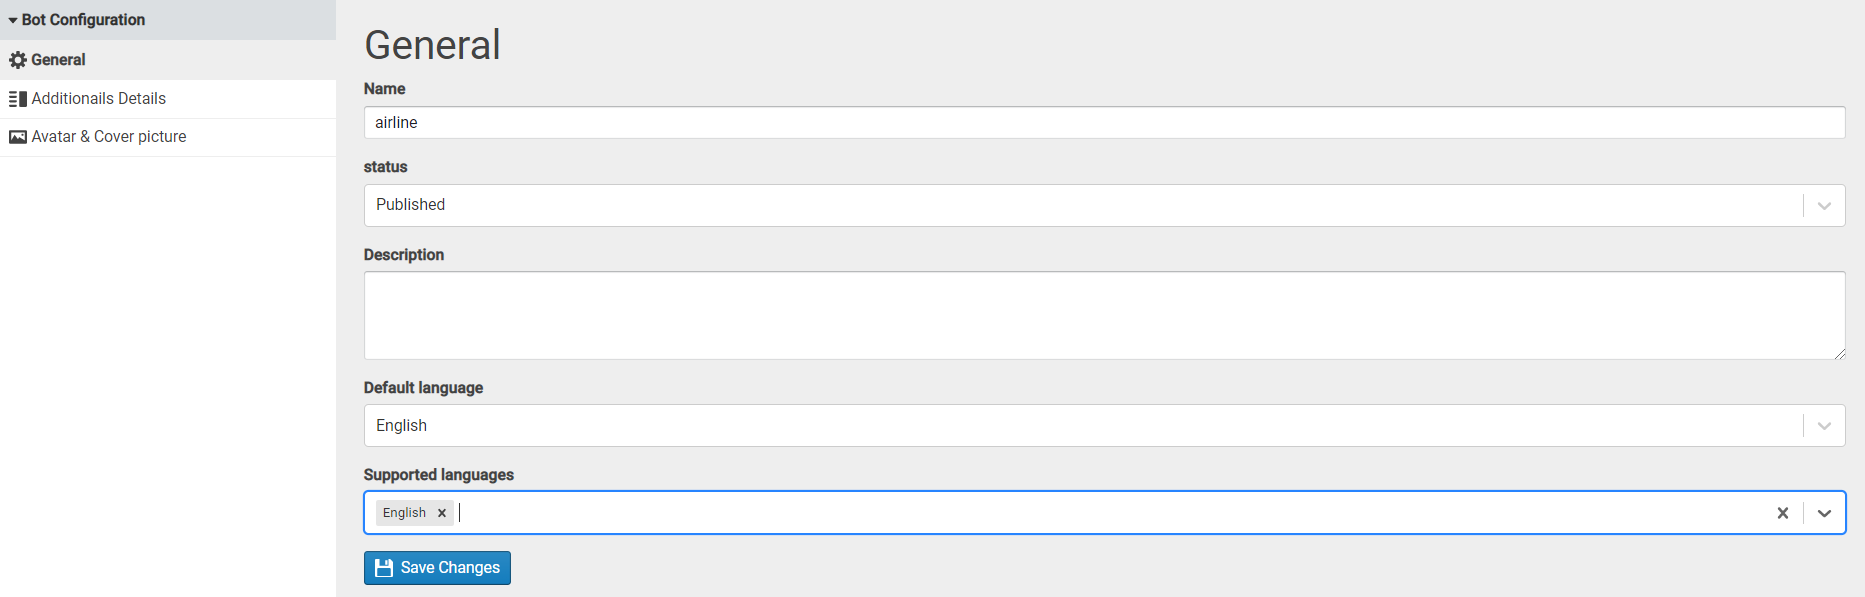 Bot Configuration
General
Additionails Details
Avatar & Cover picture
General
Name
airline
status
Published
Description
Default language
English
Supported languages
English
Save Changes